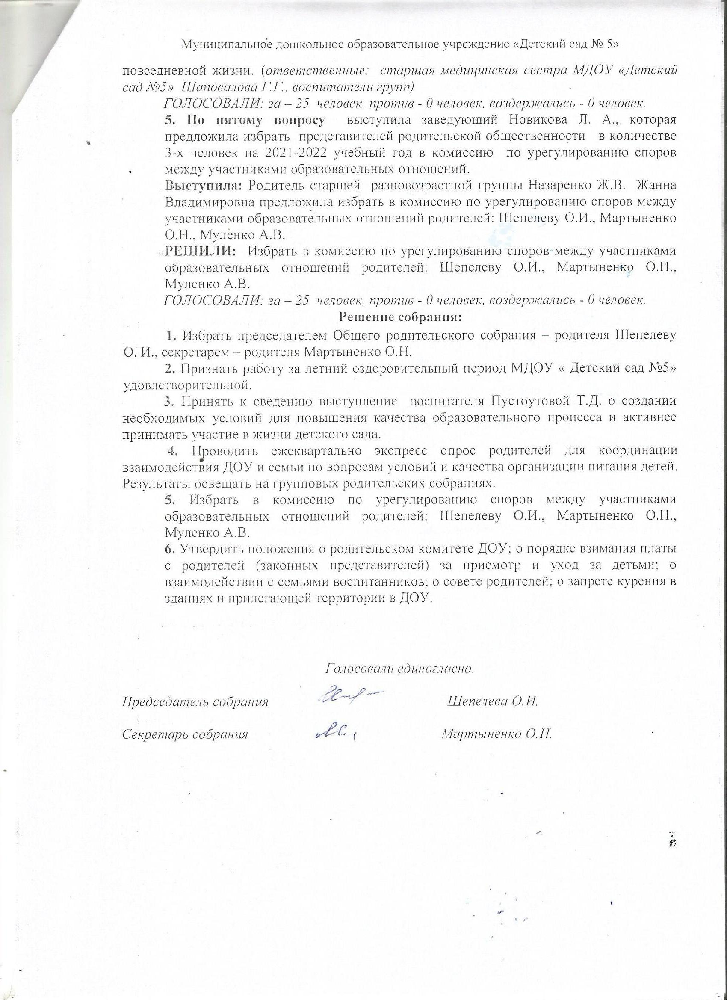 Муниципальное дошкольное образовательное учреждение «Детский сад № 5»
повседневной жизни. (ответственные: старшая медицинская сестра МДОУ «Детский
сад №5» Шаповалова Г.Г., воспитатели групп)
ГОЛОСОВАЛИ: за – 25 человек, против - 0 человек, воздержались - 0 человек.
5. По пятому вопросу выступила заведующий Новикова Л. А., которая
предложила избрать представителей родительской общественности в количестве
3-х человек на 2021-2022 учебный год в комиссию по урегулированию споров
между участниками образовательных отношений.
Выступила: Родитель старшей разновозрастной группы Назаренко Ж.В. Жанна
Владимировна предложила избрать в комиссию по урегулированию споров между
участниками образовательных отношений родителей: Шепелеву О.И., Мартыненко
О.Н., Муленко А.В.
РЕШИЛИ: Избрать в комиссию по урегулированию споров между участниками
образовательных отношений родителей: Шепелеву О.И., Мартыненко О.Н.,
Муленко А.В.
ГОЛОСОВАЛИ: за – 25 человек, против - 0 человек, воздержались - 0 человек.
Решение собрания:
1. Избрать председателем Общего родительского собрания – родителя Шепелеву
О. И., секретарем – родителя Мартыненко О.Н.
2. Признать работу за летний оздоровительный период МДОУ « Детский сад №5»
удовлетворительной.
3. Принять к сведению выступление воспитателя Пустоутовой Т.Д. о создании
необходимых условий для повышения качества образовательного процесса и активнее
принимать участие в жизни детского сада.
4. Проводить ежеквартально экспресс опрос родителей для координации
взаимодействия ДОУ и семьи по вопросам условий и качества организации питания детей.
Результаты освещать на групповых родительских собраниях.
5. Избрать в комиссию по урегулированию споров между участниками
образовательных отношений родителей: Шепелеву О.И., Мартыненко О.Н.,
Муленко А.В.
6. Утвердить положения о родительском комитете ДОУ; о порядке взимания платы
с родителей (законных представителей) за присмотр и уход за детьми; о
взаимодействии с семьями воспитанников; о совете родителей; о запрете курения в
зданиях и прилегающей территории в ДОУ.
Голосовали единогласно.
Председатель собрания Шепелева О.И.
Секретарь собрания Мартыненко О.Н.